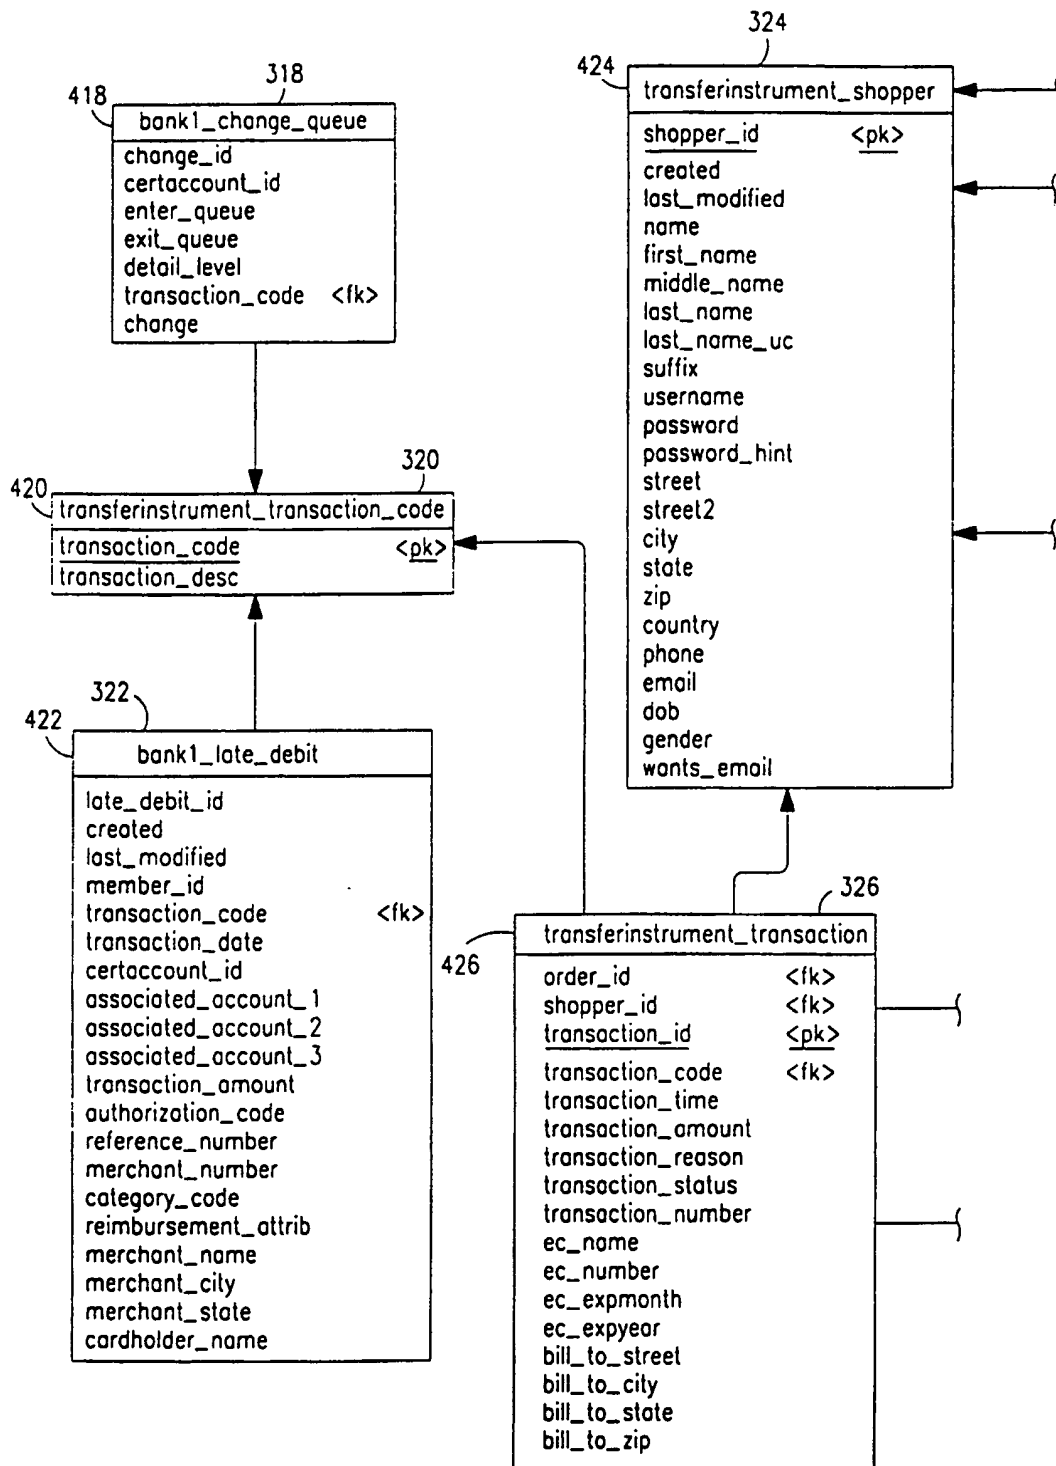 318
418
bank1_change_queue
change_id
certaccount_id
enter_queue
exit_queue
detail_level
transaction_code <fk>
change
320
420
transferinstrument_transaction_code
transaction_code <pk>
transaction_desc
322
422
bank1_late_debit
late_debit_id
created
last_modified
member_id
transaction_code <fk>
transaction_date
certaccount_id
associated_account_1
associated_account_2
associated_account_3
transaction_amount
authorization_code
reference_number
merchant_number
category_code
reimbursement_attrib
merchant_name
merchant_city
merchant_state
cardholder_name
324
424
transferinstrument_shopper
shopper_id <pk>
created
last_modified
name
first_name
middle_name
last_name
last_name_uc
suffix
username
password
password_hint
street
street2
city
state
zip
country
phone
email
dob
gender
wants_email
326
426
transferinstrument_transaction
order_id <fk>
shopper_id <fk>
transaction_id <pk>
transaction_code <fk>
transaction_time
transaction_amount
transaction_reason
transaction_status
transaction_number
ec_name
ec_number
ec_expmonth
ec_expyear
bill_to_street
bill_to_city
bill_to_state
bill_to_zip